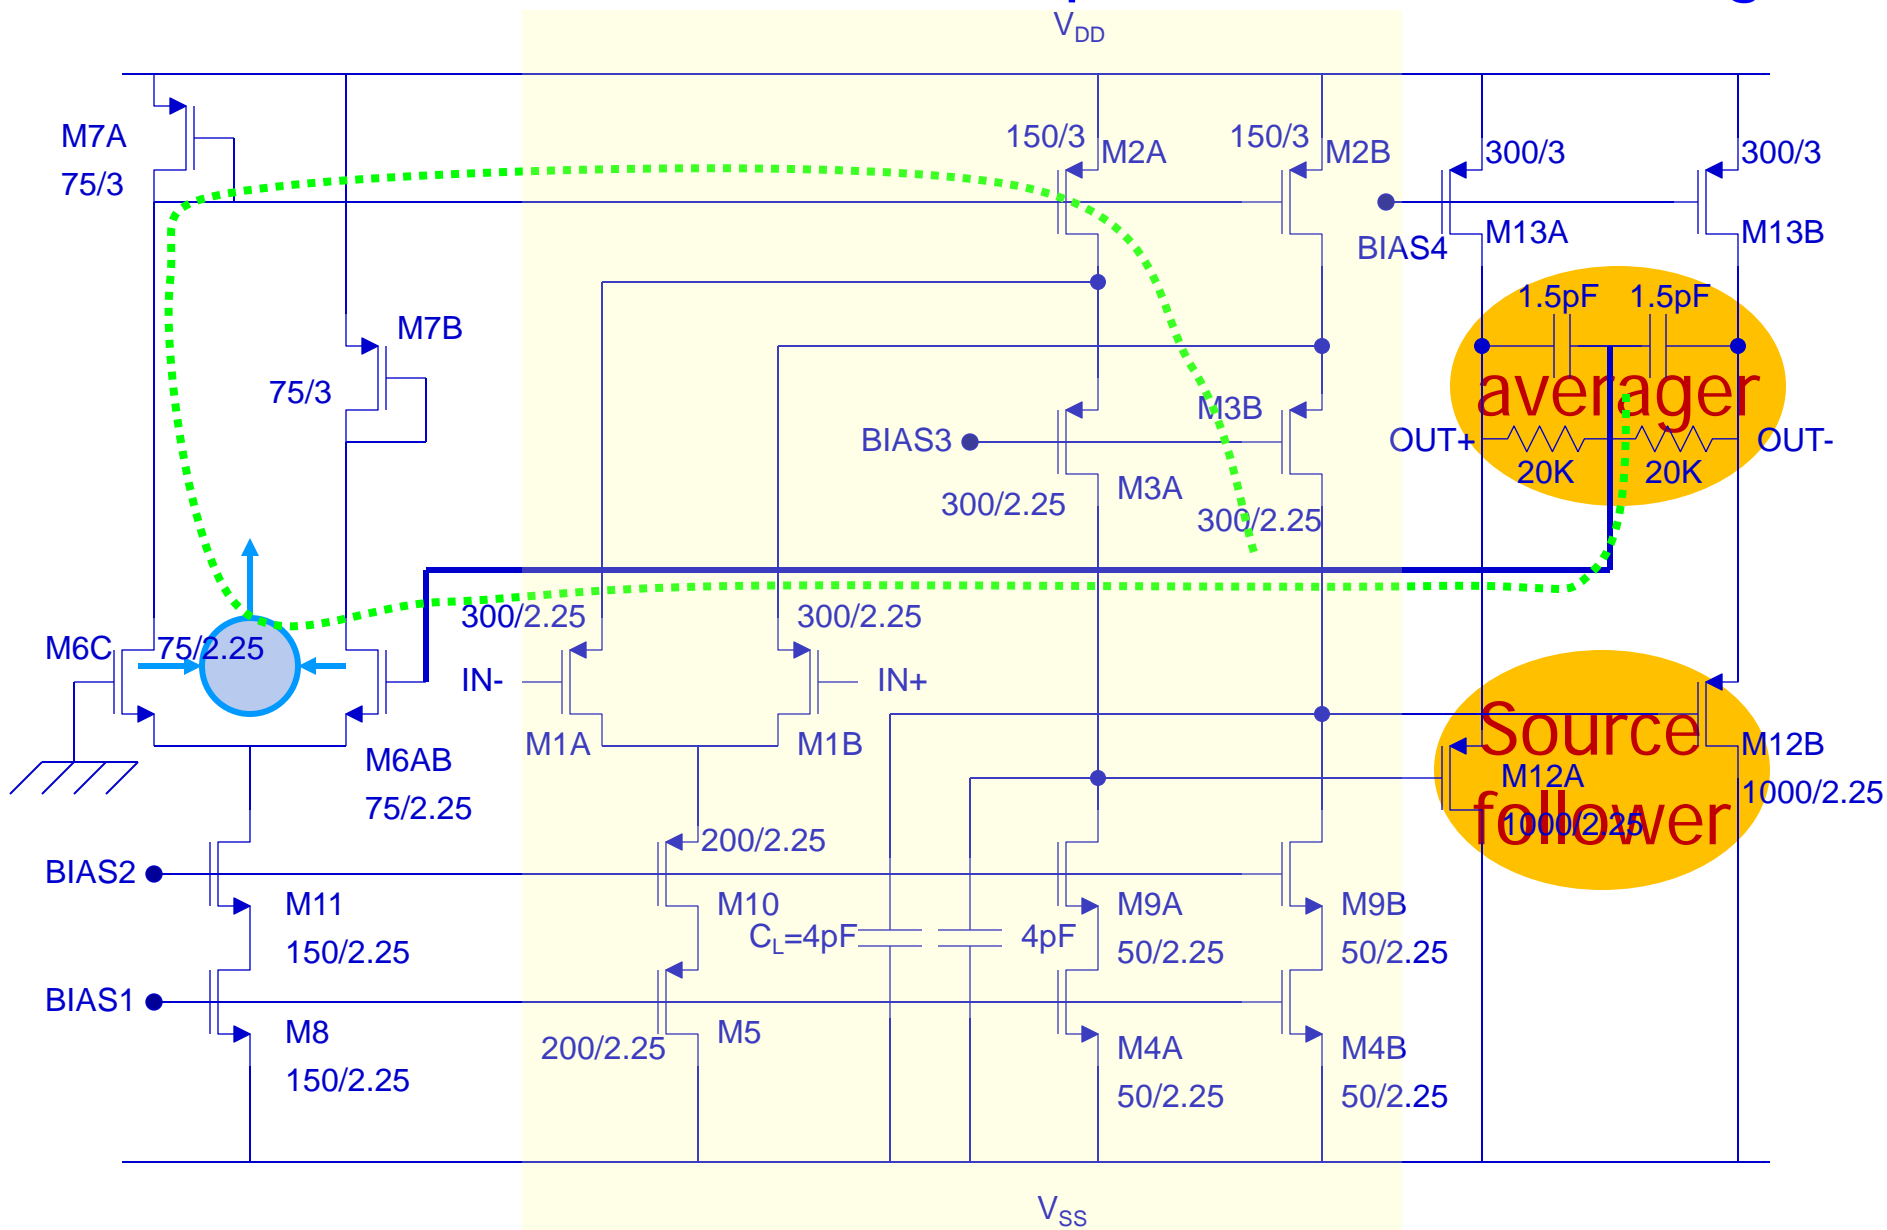 V_DD
M7A
75/3
150/3
M2A
150/3
M2B
300/3
300/3
M13A
M13B
BIAS4
1.5pF
1.5pF
M7B
75/3
averager
M3B
BIAS3
OUT+
OUT-
20K
20K
M3A
300/2.25
300/2.25
300/2.25
300/2.25
M6C
75/2.25
IN-
IN+
M1A
M1B
Source
follower
M12B
M12A
1000/2.25
1000/2.25
M6AB
75/2.25
200/2.25
BIAS2
M11
150/2.25
M10
C_L=4pF
4pF
M9A
50/2.25
M9B
50/2.25
BIAS1
M8
150/2.25
M5
200/2.25
M4A
50/2.25
M4B
50/2.25
V_SS